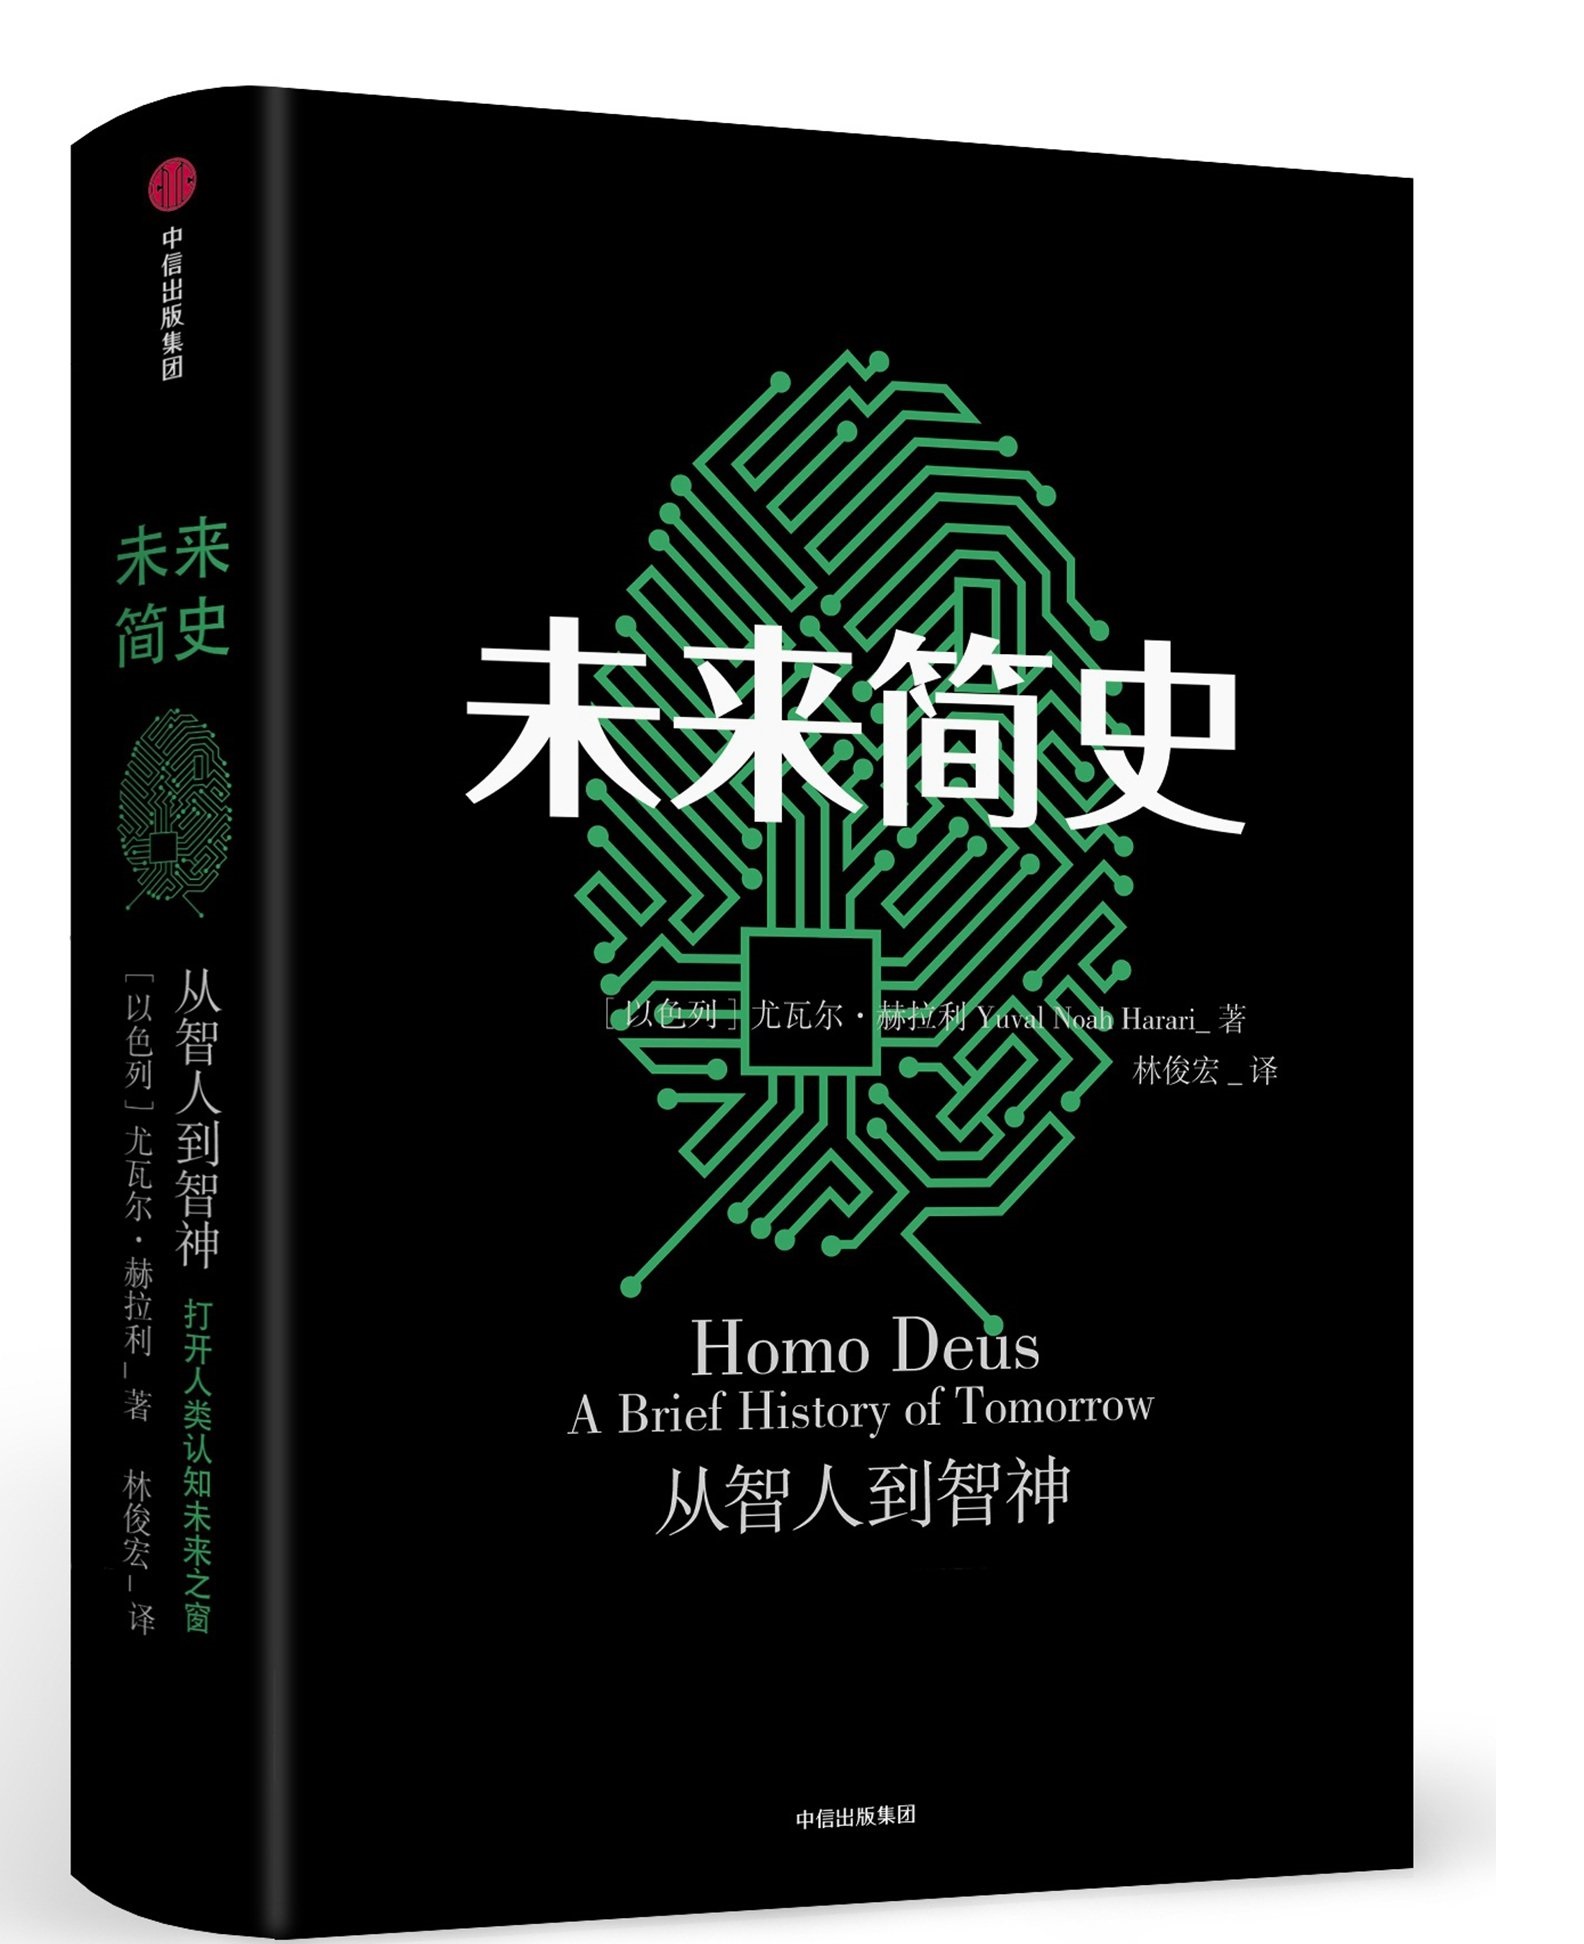 中信出版集团
未来
简史
从智人到智神 打开人类认知未来之窗
[以色列]尤瓦尔·赫拉利_著 林俊宏_译
未来简史
[以色列]尤瓦尔·赫拉利 Yuval Noah Harari_著
林俊宏_译
Homo Deus
A Brief History of Tomorrow
从智人到智神
中信出版集团